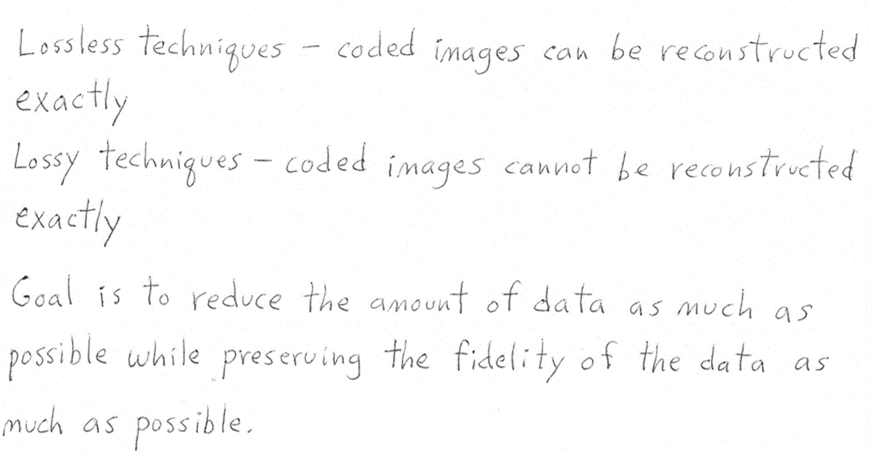 Lossless techniques – coded images can be reconstructed
exactly
Lossy techniques – coded images cannot be reconstructed
exactly
Goal is to reduce the amount of data as much as
possible while preserving the fidelity of the data as
much as possible.